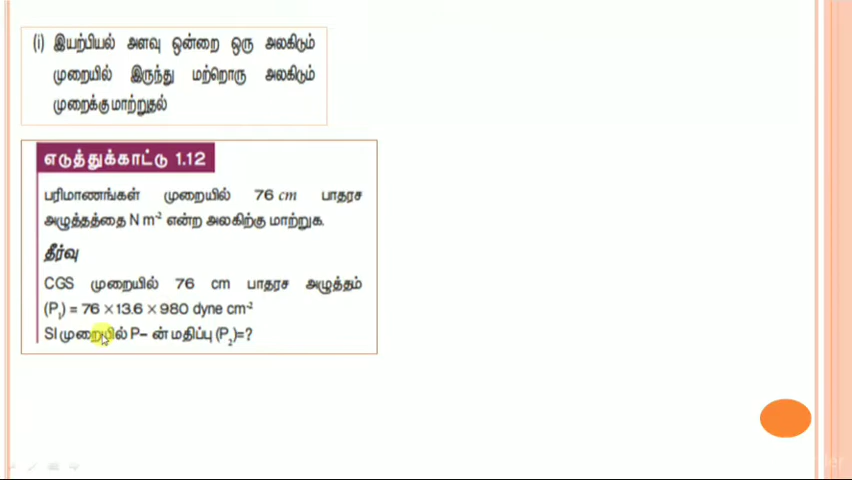 (i) இயற்பியல் அளவு ஒன்றை ஒரு அலகிடும்
முறையில் இருந்து மற்றொரு அலகிடும்
முறைக்கு மாற்றுதல்
எடுத்துக்காட்டு 1.12
பரிமாணங்கள் முறையில் 76 cm பாதரச
அழுத்தத்தை N m⁻² என்ற அலகிற்கு மாற்றுக.
தீர்வு
CGS முறையில் 76 cm பாதரச அழுத்தம்
(P₁) = 76 × 13.6 × 980 dyne cm⁻²
SI முறையில் P– ன் மதிப்பு (P₂)=?